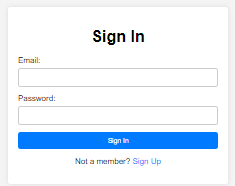 Sign In
Email:
Password:
Sign In
Not a member? Sign Up